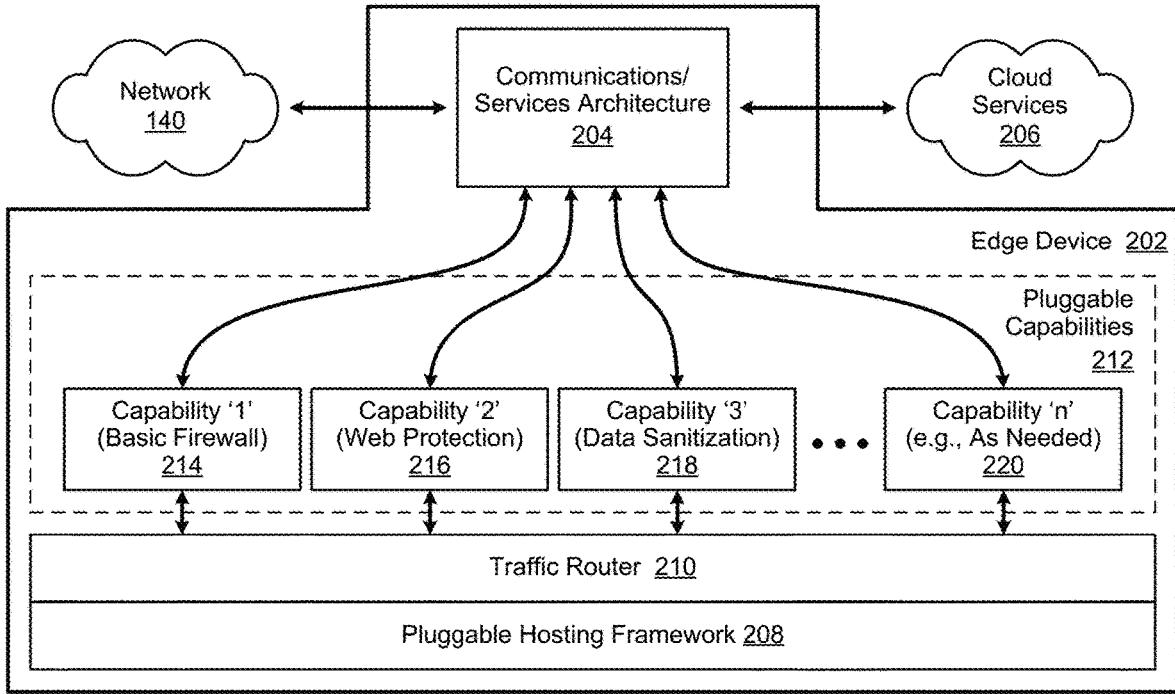 Network
140
Communications/
Services Architecture
204
Cloud
Services
206
Edge Device 202
Pluggable
Capabilities
212
Capability ‘1’
(Basic Firewall)
214
Capability ‘2’
(Web Protection)
216
Capability ‘3’
(Data Sanitization)
218
Capability ‘n’
(e.g., As Needed)
220
Traffic Router 210
Pluggable Hosting Framework 208